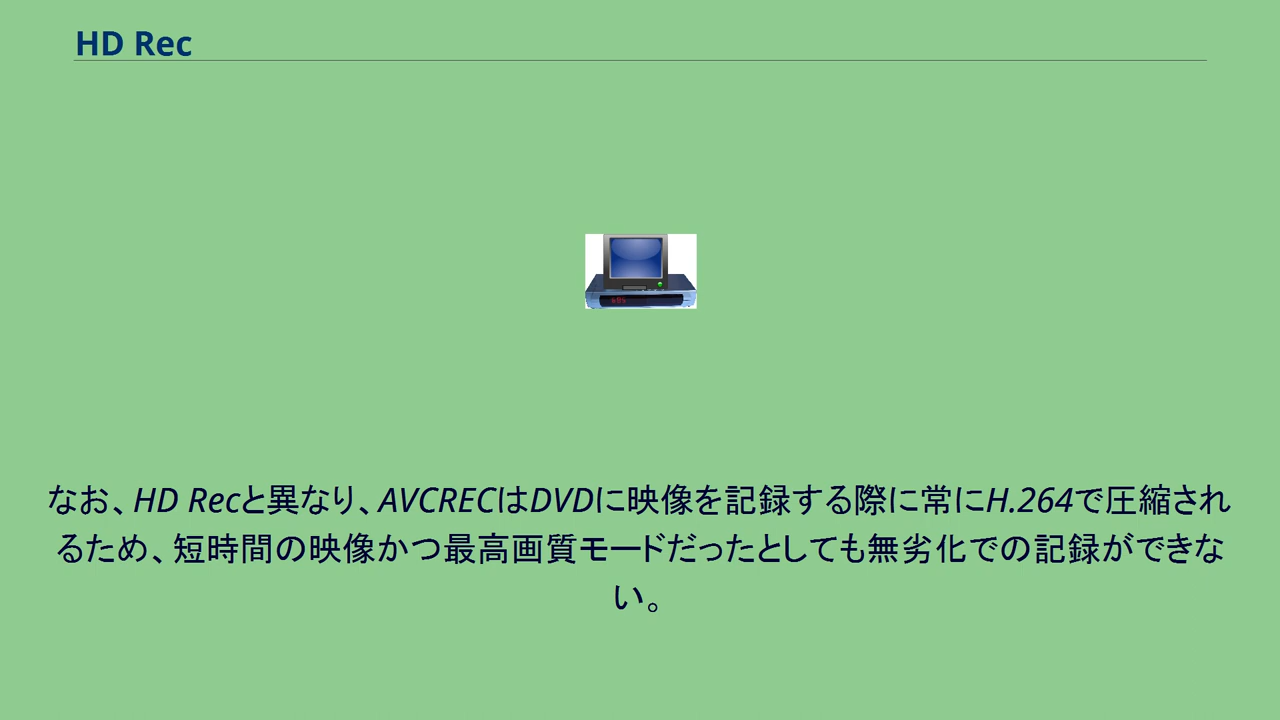 HD Rec
なお、HD Recと異なり、AVCRECはDVDに映像を記録する際に常にH.264で圧縮され
るため、短時間の映像かつ最高画質モードだったとしても無劣化での記録ができな
い。